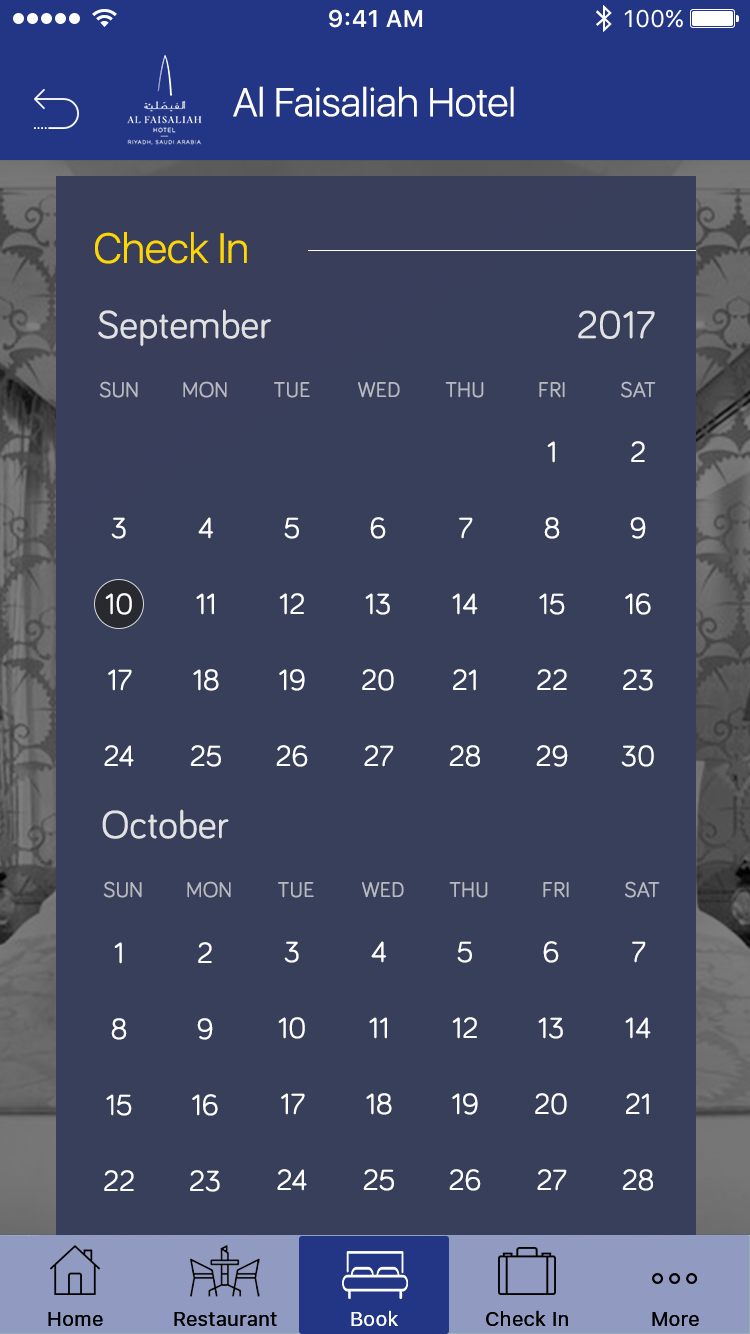 9:41 AM 100%
الفيصلية
AL FAISALIAH
HOTEL
RIYADH, SAUDI ARABIA
Al Faisaliah Hotel
Check In
September 2017
SUN MON TUE WED THU FRI SAT
1 2
3 4 5 6 7 8 9
10 11 12 13 14 15 16
17 18 19 20 21 22 23
24 25 26 27 28 29 30
October
SUN MON TUE WED THU FRI SAT
1 2 3 4 5 6 7
8 9 10 11 12 13 14
15 16 17 18 19 20 21
22 23 24 25 26 27 28
Home Restaurant Book Check In More